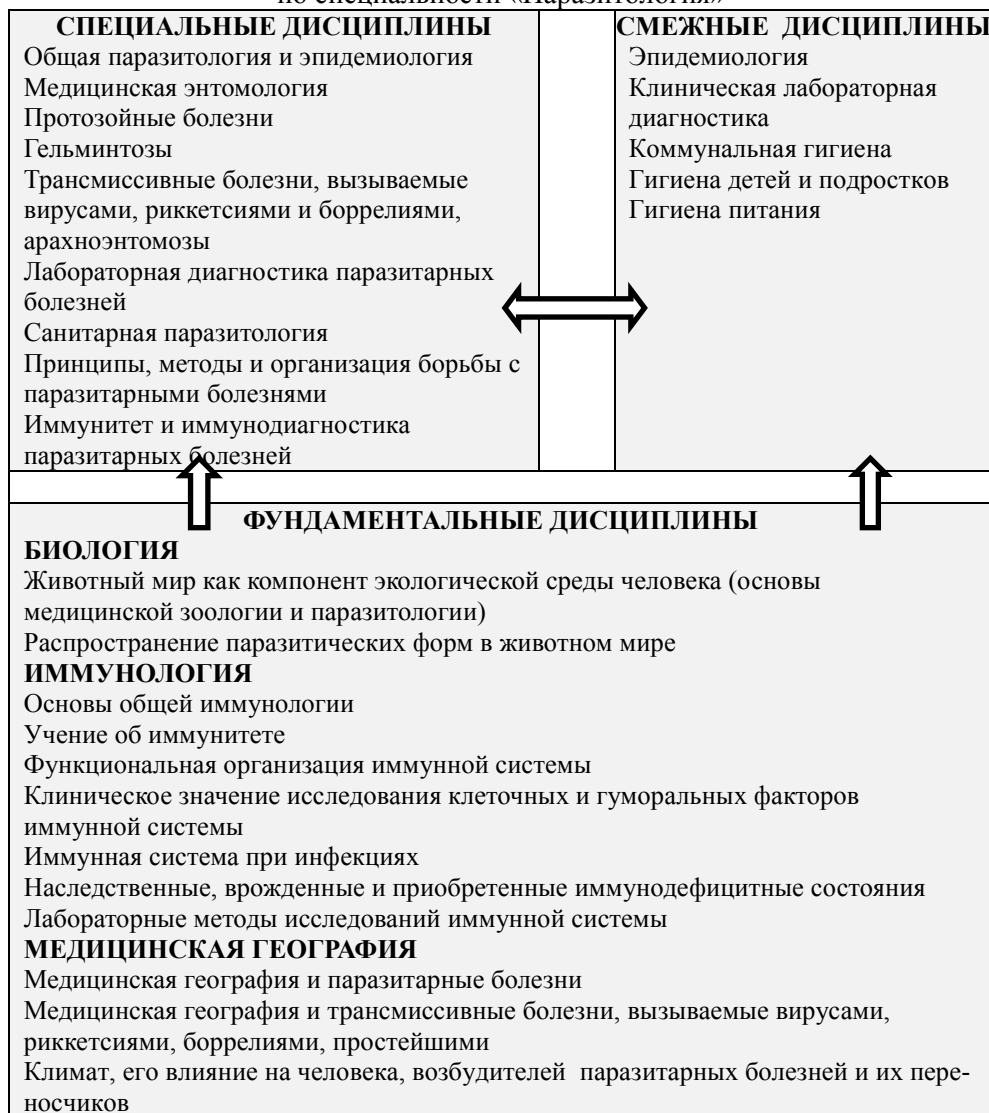 по специальности «Паразитология»
СПЕЦИАЛЬНЫЕ ДИСЦИПЛИНЫ
Общая паразитология и эпидемиология
Медицинская энтомология
Протозойные болезни
Гельминтозы
Трансмиссивные болезни, вызываемые
вирусами, риккетсиями и боррелиями,
арахноэнтомозы
Лабораторная диагностика паразитарных
болезней
Санитарная паразитология
Принципы, методы и организация борьбы с
паразитарными болезнями
Иммунитет и иммунодиагностика
паразитарных болезней
СМЕЖНЫЕ ДИСЦИПЛИНЫ
Эпидемиология
Клиническая лабораторная
диагностика
Коммунальная гигиена
Гигиена детей и подростков
Гигиена питания
ФУНДАМЕНТАЛЬНЫЕ ДИСЦИПЛИНЫ
БИОЛОГИЯ
Животный мир как компонент экологической среды человека (основы
медицинской зоологии и паразитологии)
Распространение паразитических форм в животном мире
ИММУНОЛОГИЯ
Основы общей иммунологии
Учение об иммунитете
Функциональная организация иммунной системы
Клиническое значение исследования клеточных и гуморальных факторов
иммунной системы
Иммунная система при инфекциях
Наследственные, врожденные и приобретенные иммунодефицитные состояния
Лабораторные методы исследований иммунной системы
МЕДИЦИНСКАЯ ГЕОГРАФИЯ
Медицинская география и паразитарные болезни
Медицинская география и трансмиссивные болезни, вызываемые вирусами,
риккетсиями, боррелиями, простейшими
Климат, его влияние на человека, возбудителей паразитарных болезней и их пере-
носчиков